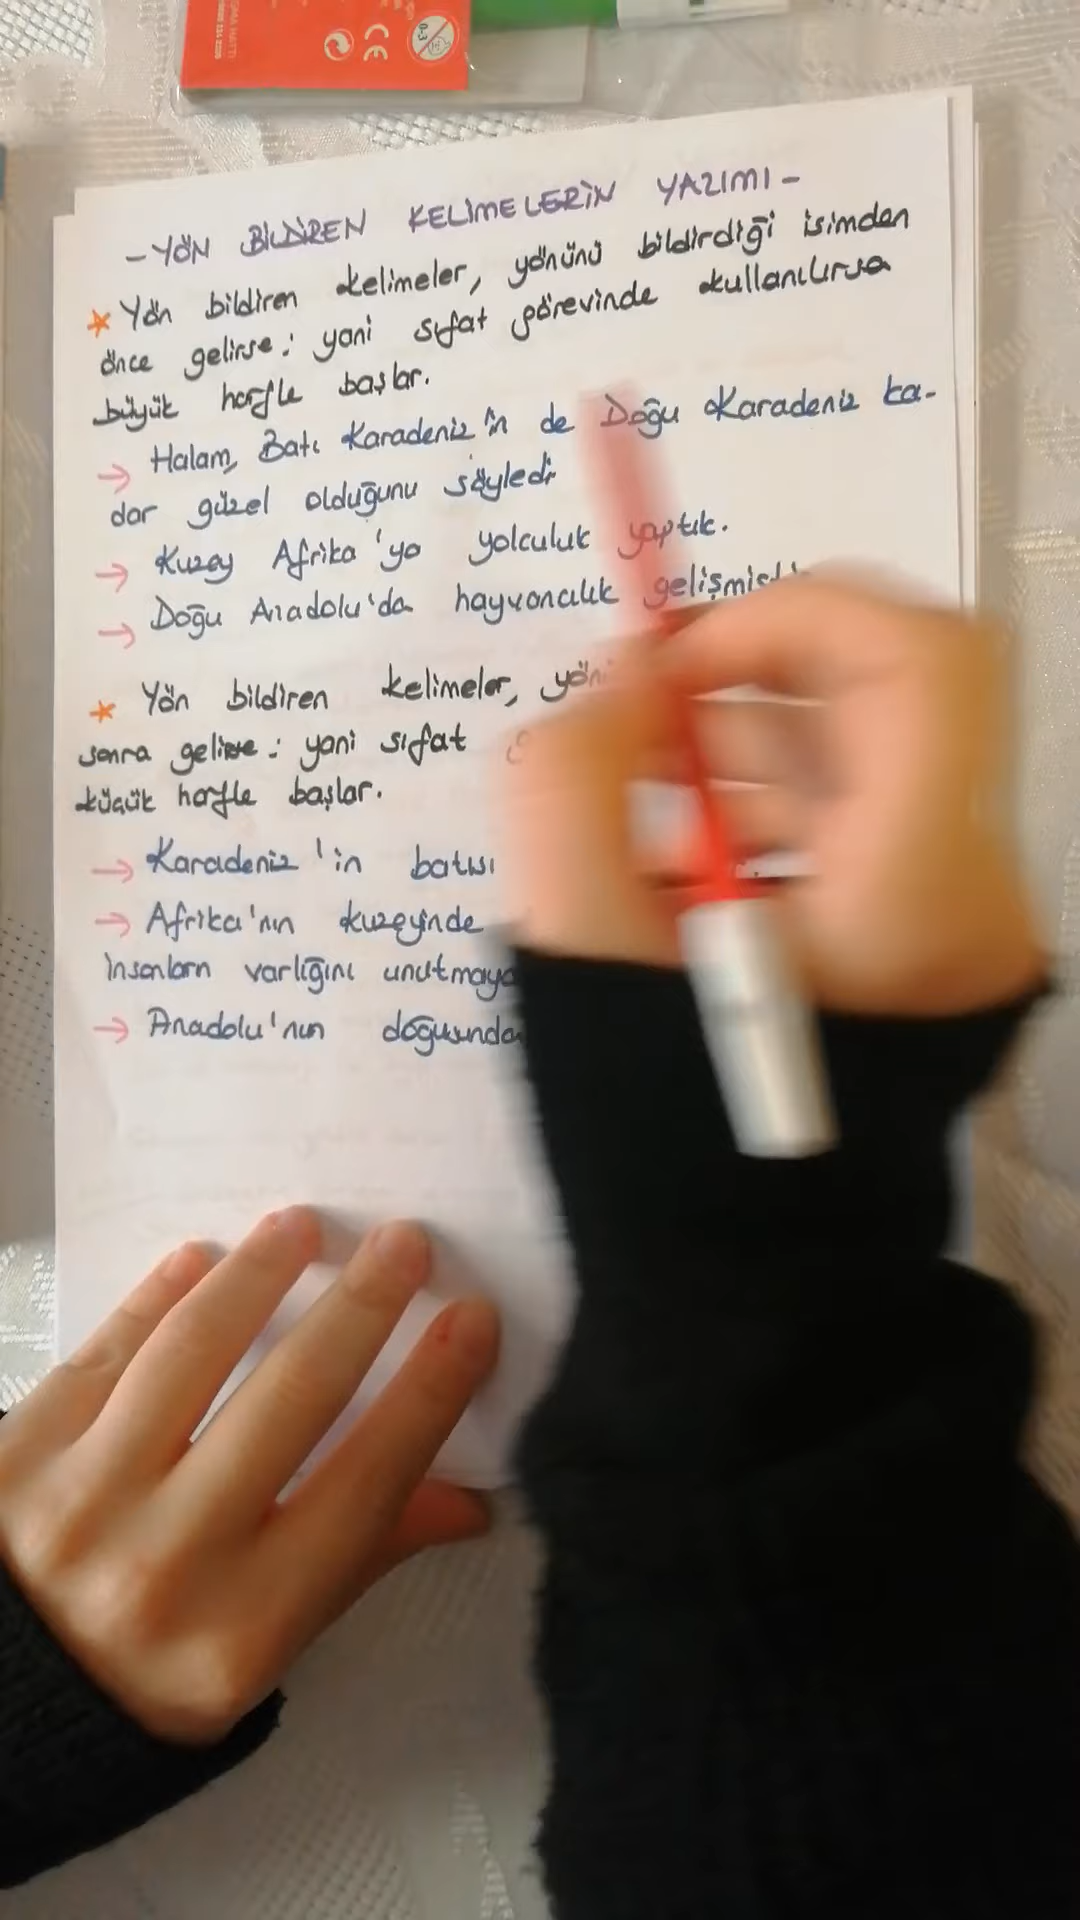 -YÖN BİLDİREN KELİMELERİN YAZIMI-
* Yön bildiren kelimeler, yönünü bildirdiği isimden
önce gelirse; yani sıfat görevinde kullanılırsa
büyük harfle başlar.
→ Halam, Batı Karadeniz'in de Doğu Karadeniz ka-
dar güzel olduğunu söyledi
→ Kuzey Afrika'ya yolculuk yaptık.
→ Doğu Anadolu'da hayvancılık
* Yön bildiren kelimeler,
sonra gelirse; yani sıfat
küçük harfle başlar.
→ Karadeniz'in batısı
→ Afrika'nın kuzeyinde
insanların varlığını
→ Anadolu'nun doğusunda
CE
0-3